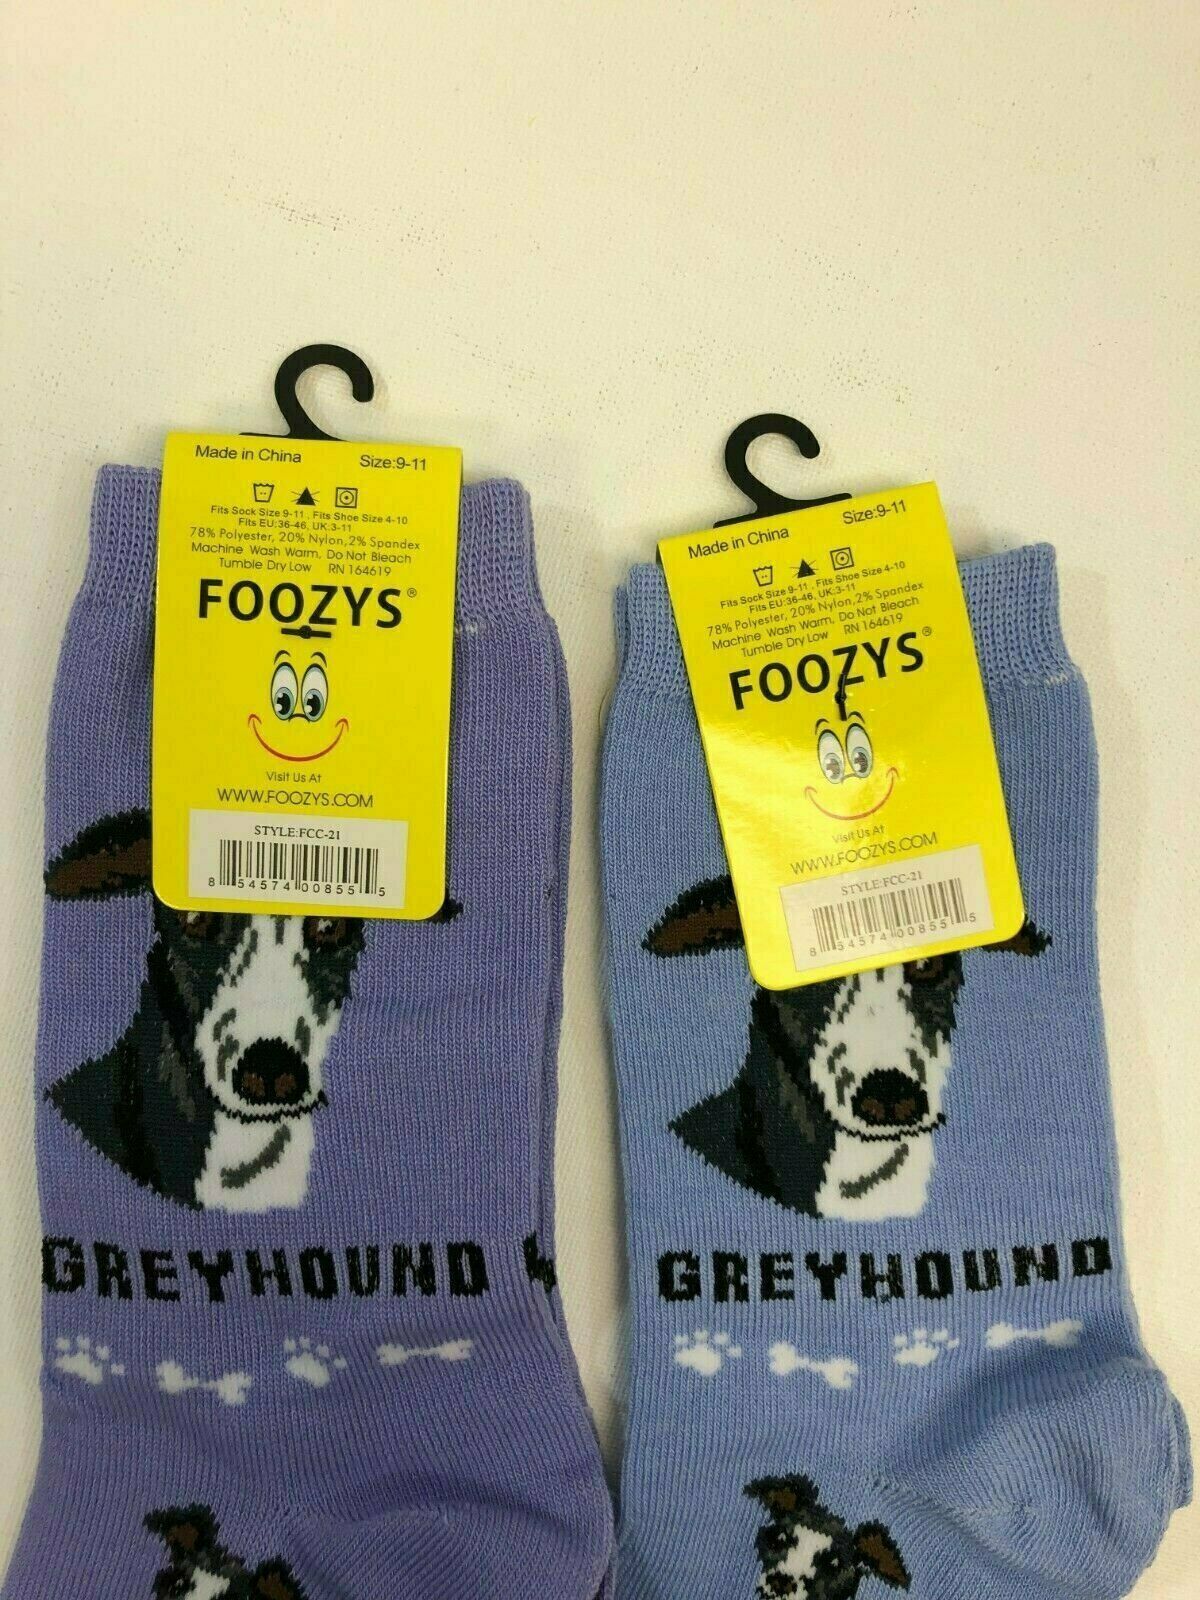 Made in China Size:9-11
Fits Sock Size 9-11 , Fits Shoe Size 4-10
Fits EU:36-46, UK:3-11
78% Polyester, 20% Nylon,2% Spandex
Machine Wash Warm, Do Not Bleach
Tumble Dry Low RN 164619
FOOZYS®
Visit Us At
WWW.FOOZYS.COM
STYLE:FCC-21
8 54574 00855 5
GREYHOUND
Made in China Size:9-11
Fits Sock Size 9-11 , Fits Shoe Size 4-10
Fits EU:36-46, UK:3-11
78% Polyester, 20% Nylon,2% Spandex
Machine Wash Warm, Do Not Bleach
Tumble Dry Low RN 164619
FOOZYS®
Visit Us At
WWW.FOOZYS.COM
STYLE:FCC-21
8 54574 00855 5
GREYHOUND